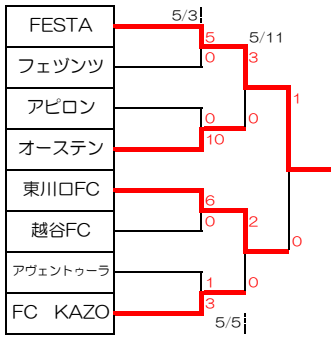 5/3
FESTA
5
5/11
フェヅンツ
0
3
アピロン
0
1
オーステン
10
0
東川口FC
6
越谷FC
0
2
0
アヴェントゥーラ
1
0
FC KAZO
3
5/5